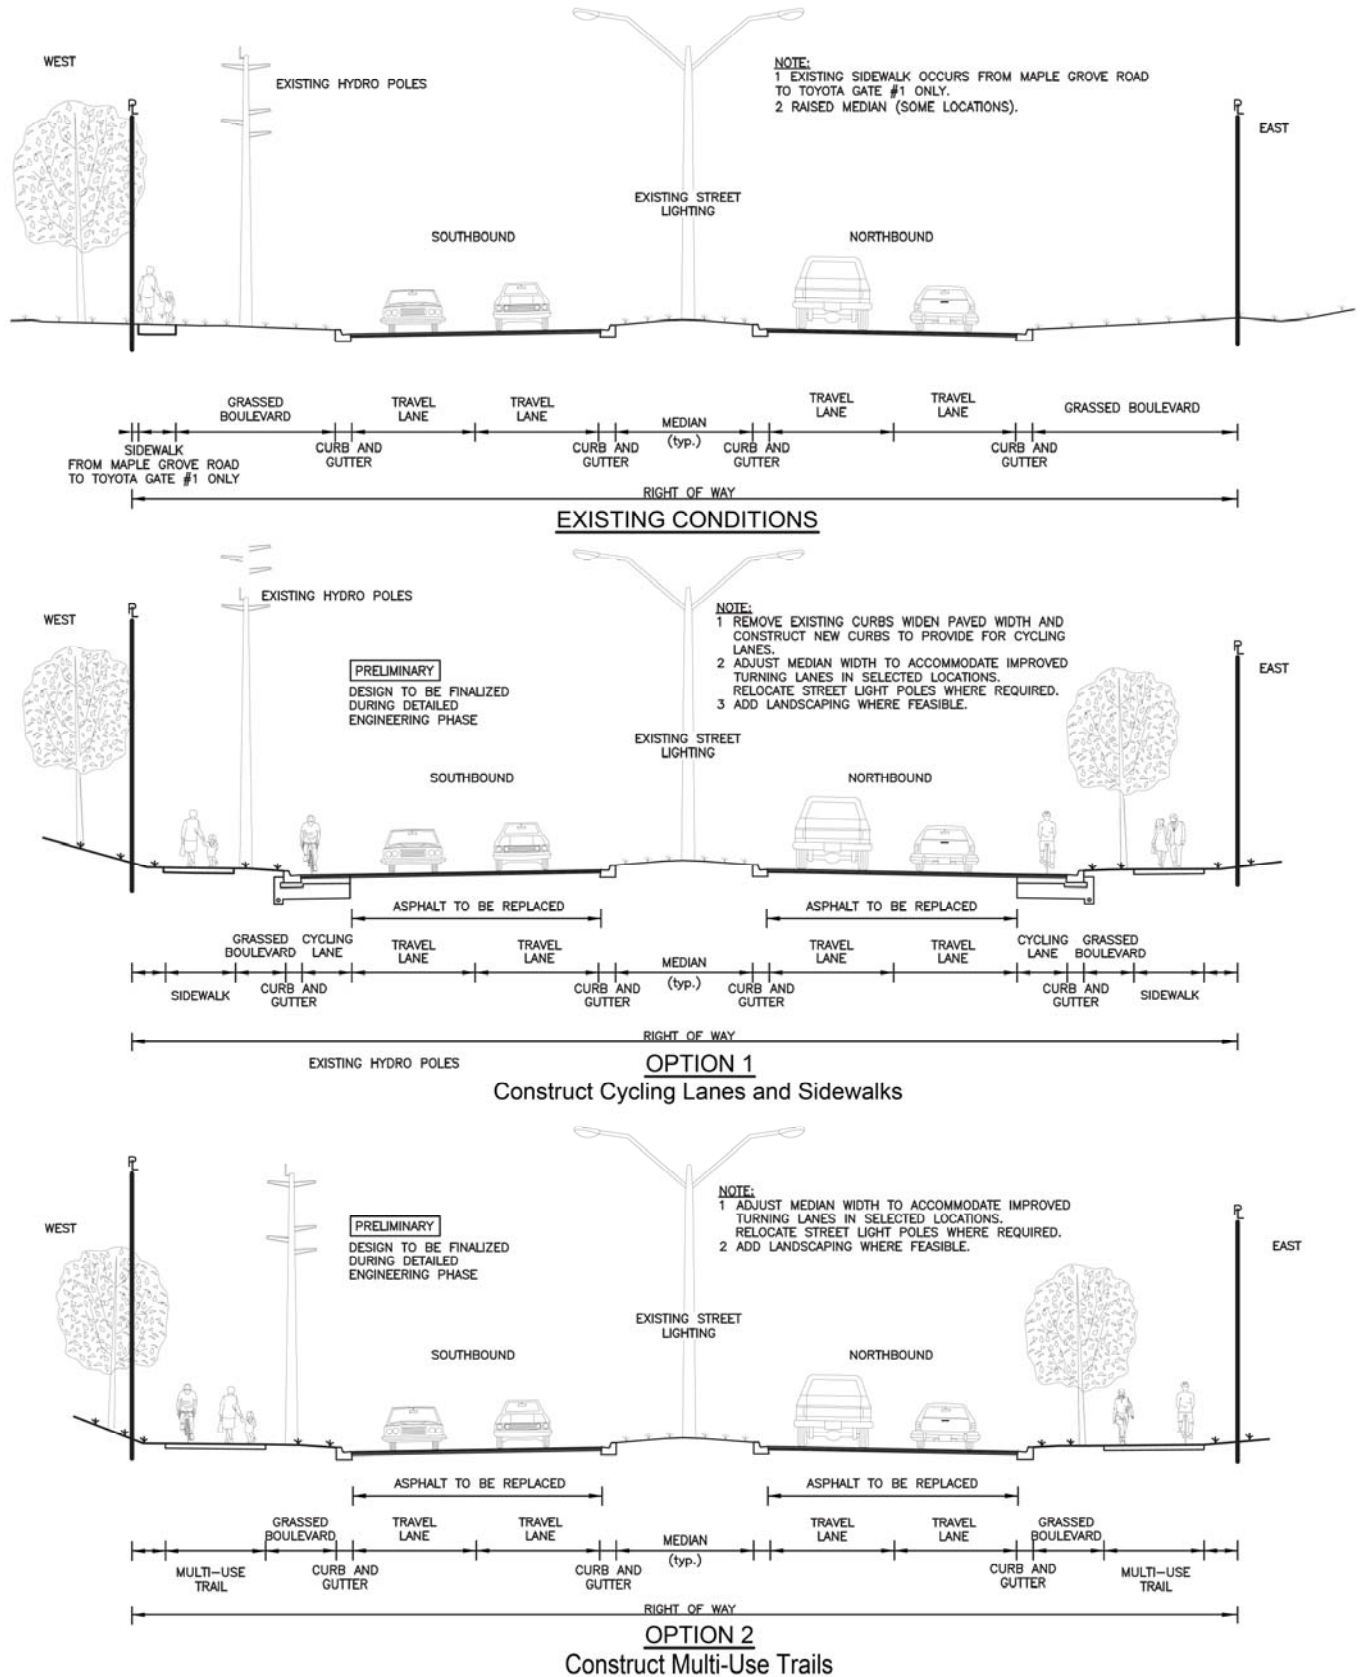 WEST
EXISTING HYDRO POLES
NOTE:
1 EXISTING SIDEWALK OCCURS FROM MAPLE GROVE ROAD
TO TOYOTA GATE #1 ONLY.
2 RAISED MEDIAN (SOME LOCATIONS).
PL
PL
EAST
EXISTING STREET
LIGHTING
SOUTHBOUND
NORTHBOUND
GRASSED
BOULEVARD
TRAVEL
LANE
TRAVEL
LANE
MEDIAN
(typ.)
TRAVEL
LANE
TRAVEL
LANE
GRASSED BOULEVARD
SIDEWALK
FROM MAPLE GROVE ROAD
TO TOYOTA GATE #1 ONLY
CURB AND
GUTTER
CURB AND
GUTTER
CURB AND
GUTTER
CURB AND
GUTTER
RIGHT OF WAY
EXISTING CONDITIONS
EXISTING HYDRO POLES
WEST
PL
PRELIMINARY
DESIGN TO BE FINALIZED
DURING DETAILED
ENGINEERING PHASE
NOTE:
1 REMOVE EXISTING CURBS WIDEN PAVED WIDTH AND
CONSTRUCT NEW CURBS TO PROVIDE FOR CYCLING
LANES.
2 ADJUST MEDIAN WIDTH TO ACCOMMODATE IMPROVED
TURNING LANES IN SELECTED LOCATIONS.
RELOCATE STREET LIGHT POLES WHERE REQUIRED.
3 ADD LANDSCAPING WHERE FEASIBLE.
PL
EAST
EXISTING STREET
LIGHTING
SOUTHBOUND
NORTHBOUND
ASPHALT TO BE REPLACED
ASPHALT TO BE REPLACED
GRASSED
BOULEVARD
CYCLING
LANE
TRAVEL
LANE
TRAVEL
LANE
MEDIAN
(typ.)
TRAVEL
LANE
TRAVEL
LANE
CYCLING
LANE
GRASSED
BOULEVARD
SIDEWALK
CURB AND
GUTTER
CURB AND
GUTTER
CURB AND
GUTTER
CURB AND
GUTTER
SIDEWALK
RIGHT OF WAY
EXISTING HYDRO POLES
OPTION 1
Construct Cycling Lanes and Sidewalks
WEST
PL
PRELIMINARY
DESIGN TO BE FINALIZED
DURING DETAILED
ENGINEERING PHASE
NOTE:
1 ADJUST MEDIAN WIDTH TO ACCOMMODATE IMPROVED
TURNING LANES IN SELECTED LOCATIONS.
RELOCATE STREET LIGHT POLES WHERE REQUIRED.
2 ADD LANDSCAPING WHERE FEASIBLE.
PL
EAST
EXISTING STREET
LIGHTING
SOUTHBOUND
NORTHBOUND
ASPHALT TO BE REPLACED
ASPHALT TO BE REPLACED
GRASSED
BOULEVARD
TRAVEL
LANE
TRAVEL
LANE
MEDIAN
(typ.)
TRAVEL
LANE
TRAVEL
LANE
GRASSED
BOULEVARD
MULTI-USE
TRAIL
CURB AND
GUTTER
CURB AND
GUTTER
CURB AND
GUTTER
MULTI-USE
TRAIL
RIGHT OF WAY
OPTION 2
Construct Multi-Use Trails